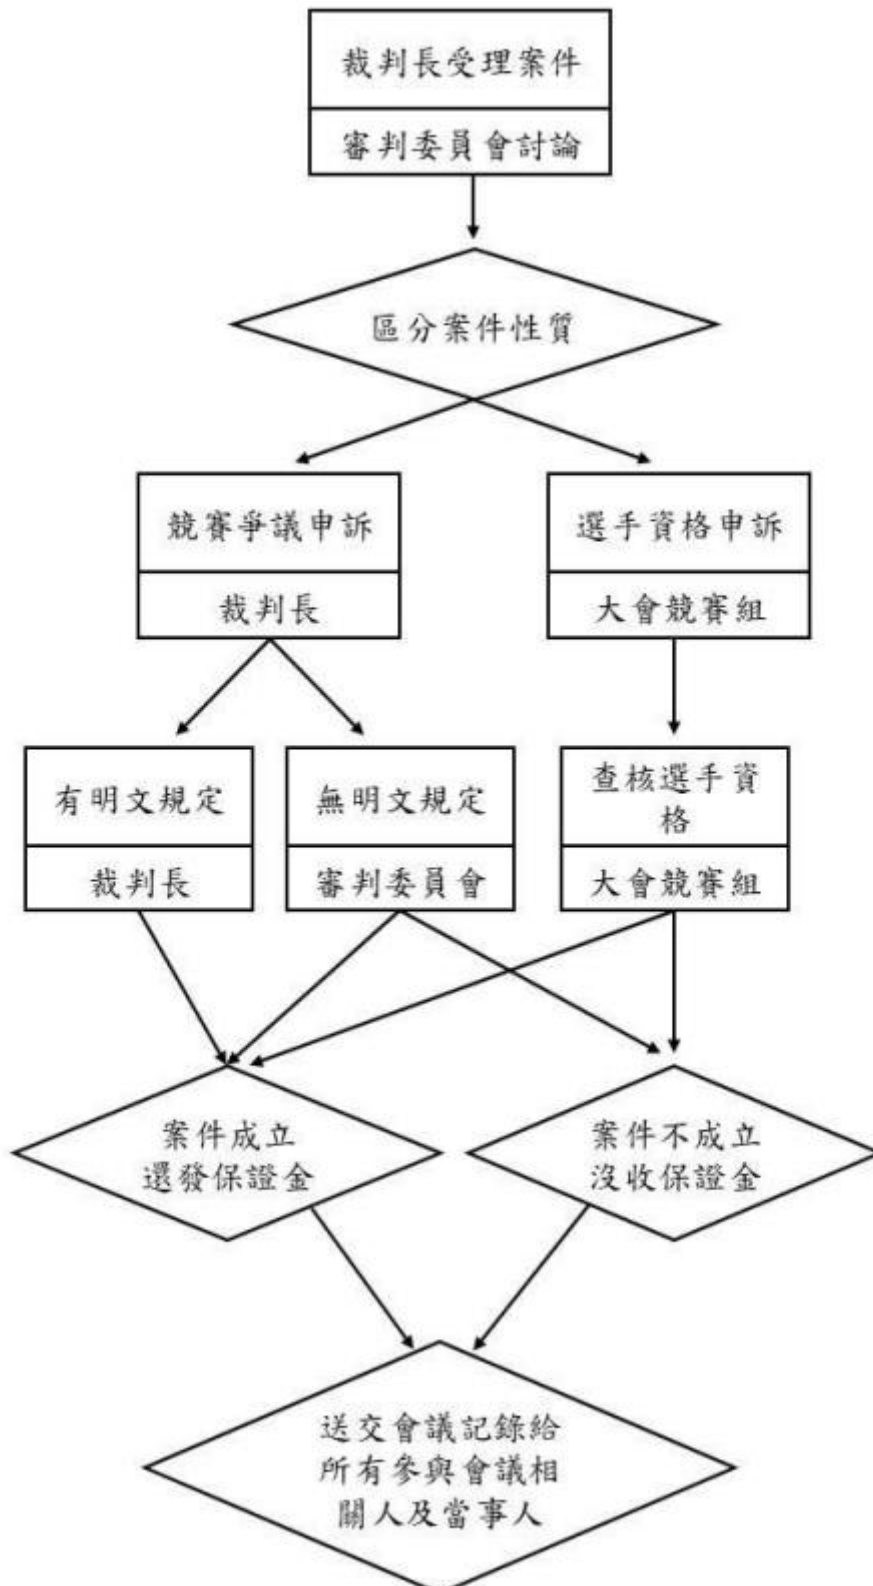 裁判長受理案件
審判委員會討論
區分案件性質
競賽爭議申訴
裁判長
選手資格申訴
大會競賽組
有明文規定
裁判長
無明文規定
審判委員會
查核選手資
格
大會競賽組
案件成立
還發保證金
案件不成立
沒收保證金
送交會議記錄給
所有參與會議相
關人及當事人